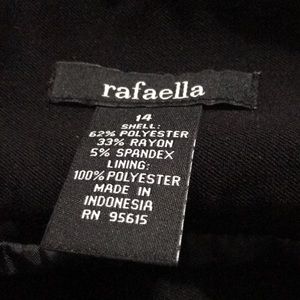 rafaella
14
SHELL:
62% POLYESTER
33% RAYON
5% SPANDEX
LINING:
100% POLYESTER
MADE IN
INDONESIA
RN 95615